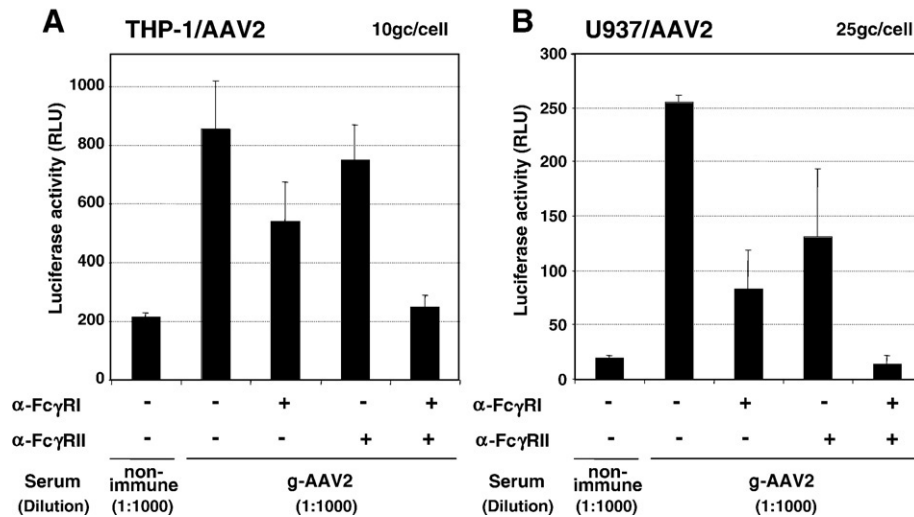 A THP-1/AAV2 10gc/cell
Luciferase activity (RLU)
1000
800
600
400
200
0
α-FcγRI - - + - +
α-FcγRII - - - + +
Serum non-immune g-AAV2
(Dilution) (1:1000) (1:1000)
B U937/AAV2 25gc/cell
Luciferase activity (RLU)
300
250
200
150
100
50
0
α-FcγRI - - + - +
α-FcγRII - - - + +
Serum non-immune g-AAV2
(Dilution) (1:1000) (1:1000)